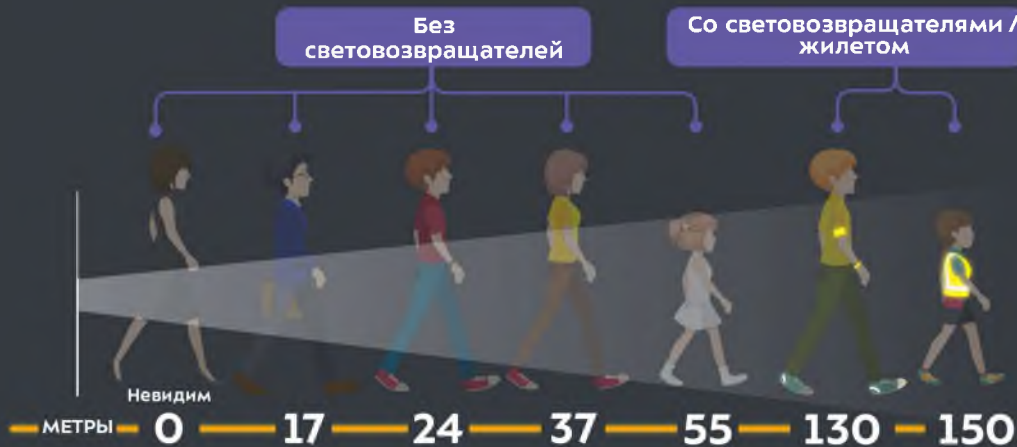 Без
световозвращателей
Со световозвращателями /
жилетом
Невидим
МЕТРЫ 0 17 24 37 55 130 150